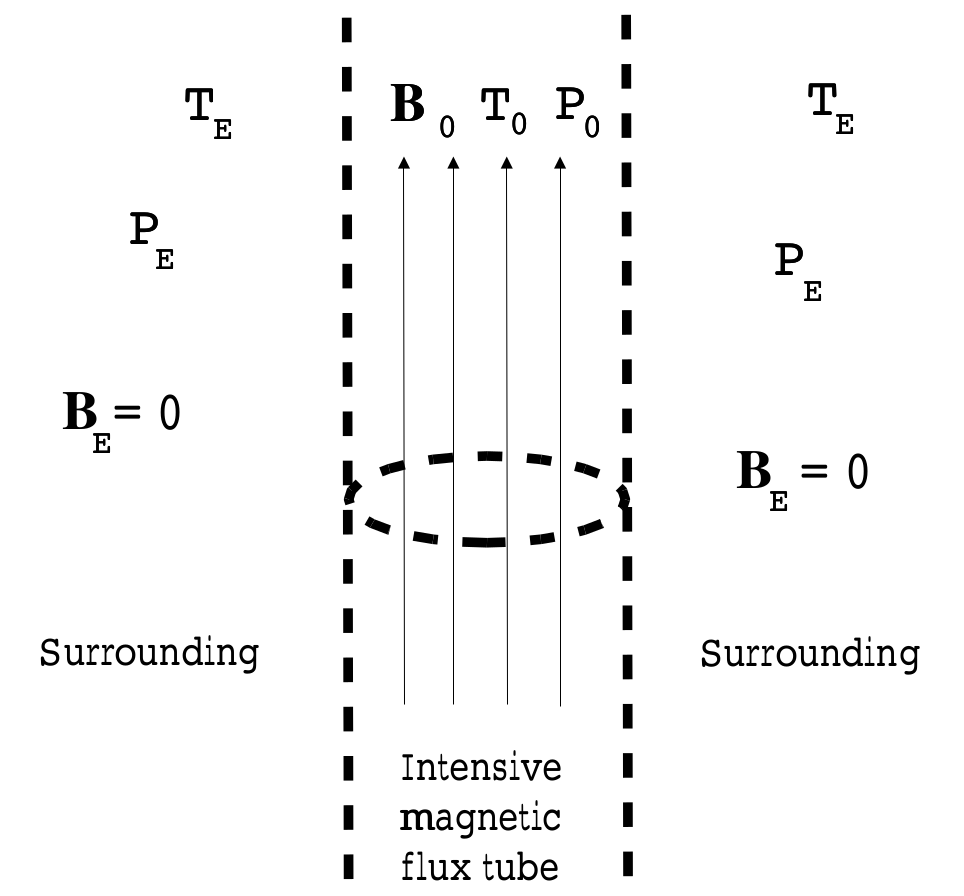 T_E
B_0 T_0 P_0
T_E
P_E
P_E
B_E = 0
B_E = 0
Surrounding
Surrounding
Intensive
magnetic
flux tube